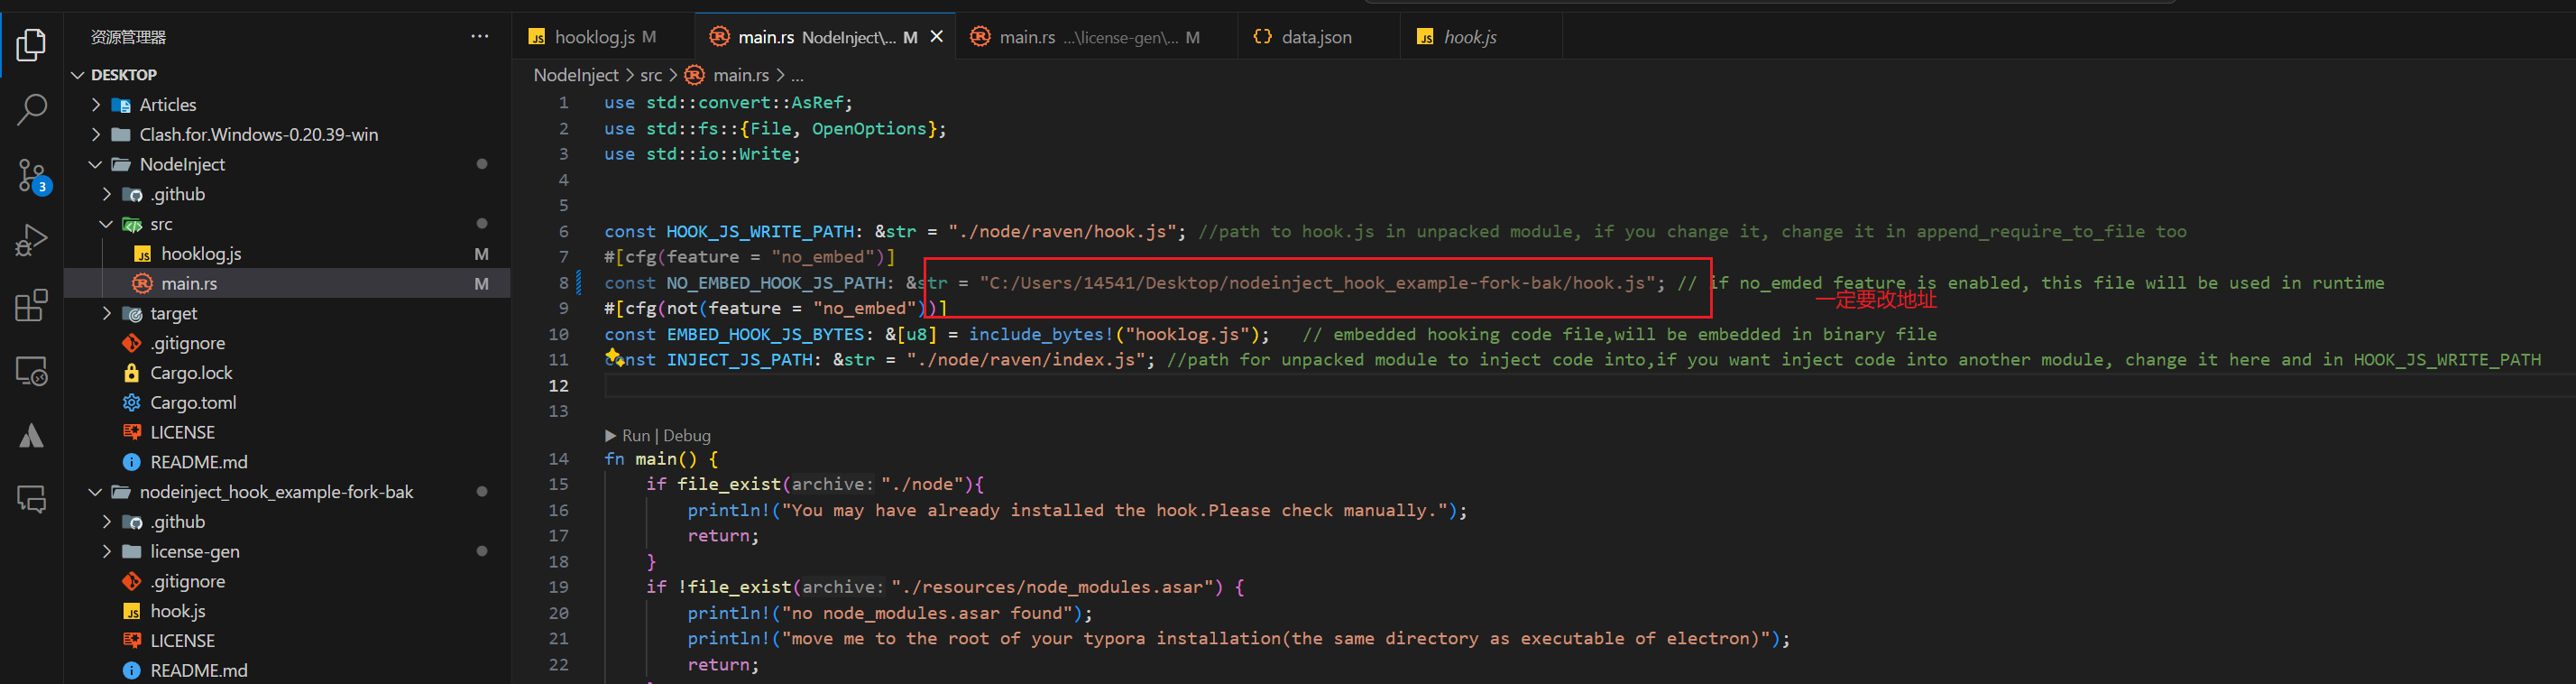 资源管理器 ···
DESKTOP
Articles
Clash.for.Windows-0.20.39-win
NodeInject
.github
src
hooklog.js M
main.rs M
target
.gitignore
Cargo.lock
Cargo.toml
LICENSE
README.md
nodeinject_hook_example-fork-bak
.github
license-gen
.gitignore
hook.js
LICENSE
README.md
3
JS hooklog.js M
main.rs NodeInject\... M
main.rs ...\license-gen\... M
data.json
JS hook.js
NodeInject > src > main.rs > ...
1 use std::convert::AsRef;
2 use std::fs::{File, OpenOptions};
3 use std::io::Write;
4
5
6 const HOOK_JS_WRITE_PATH: &str = "./node/raven/hook.js"; //path to hook.js in unpacked module, if you change it, change it in append_require_to_file too
7 #[cfg(feature = "no_embed")]
8 const NO_EMBED_HOOK_JS_PATH: &str = "C:/Users/14541/Desktop/nodeinject_hook_example-fork-bak/hook.js"; // if no_emded feature is enabled, this file will be used in runtime
一定要改地址
9 #[cfg(not(feature = "no_embed"))]
10 const EMBED_HOOK_JS_BYTES: &[u8] = include_bytes!("hooklog.js"); // embedded hooking code file,will be embedded in binary file
11 const INJECT_JS_PATH: &str = "./node/raven/index.js"; //path for unpacked module to inject code into,if you want inject code into another module, change it here and in HOOK_JS_WRITE_PATH
12
13
Run | Debug
14 fn main() {
15 if file_exist(archive: "./node"){
16 println!("You may have already installed the hook.Please check manually.");
17 return;
18 }
19 if !file_exist(archive: "./resources/node_modules.asar") {
20 println!("no node_modules.asar found");
21 println!("move me to the root of your typora installation(the same directory as executable of electron)");
22 return;